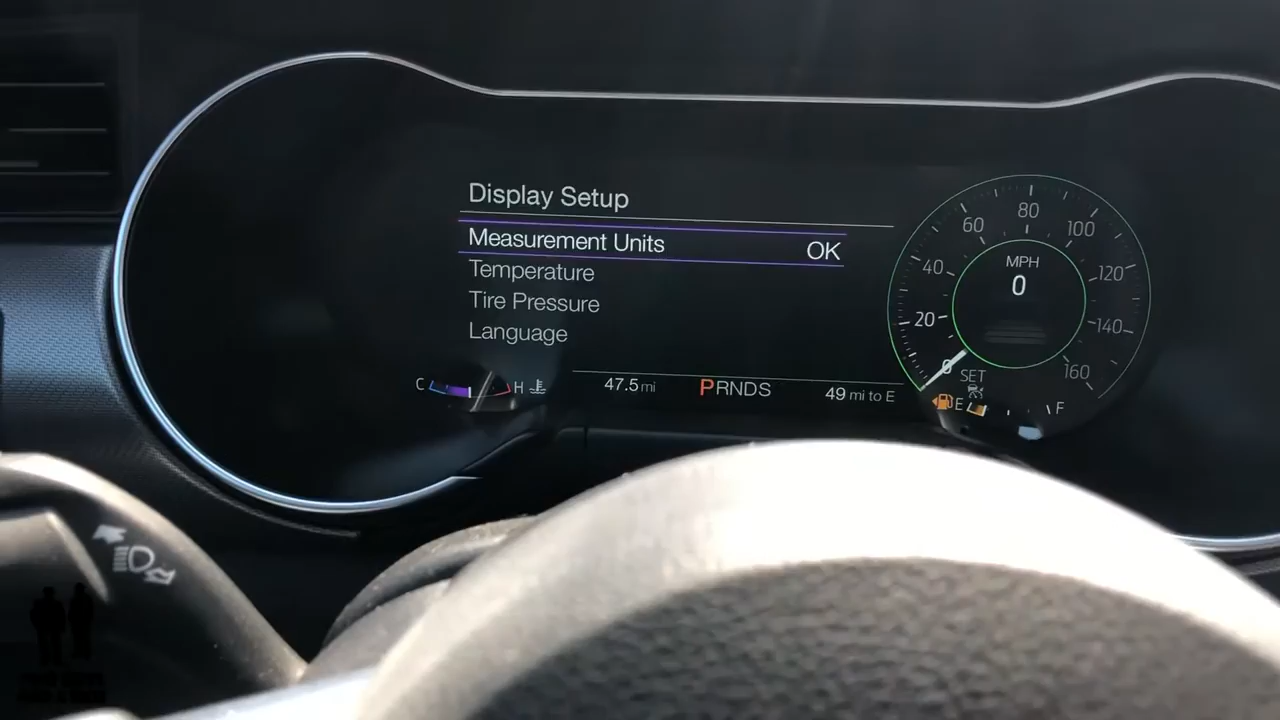 Display Setup
Measurement Units OK
Temperature
Tire Pressure
Language
C H
47.5 mi PRNDS 49 mi to E
0 20 40 60 80 100 120 140 160
MPH
0
SET
E F